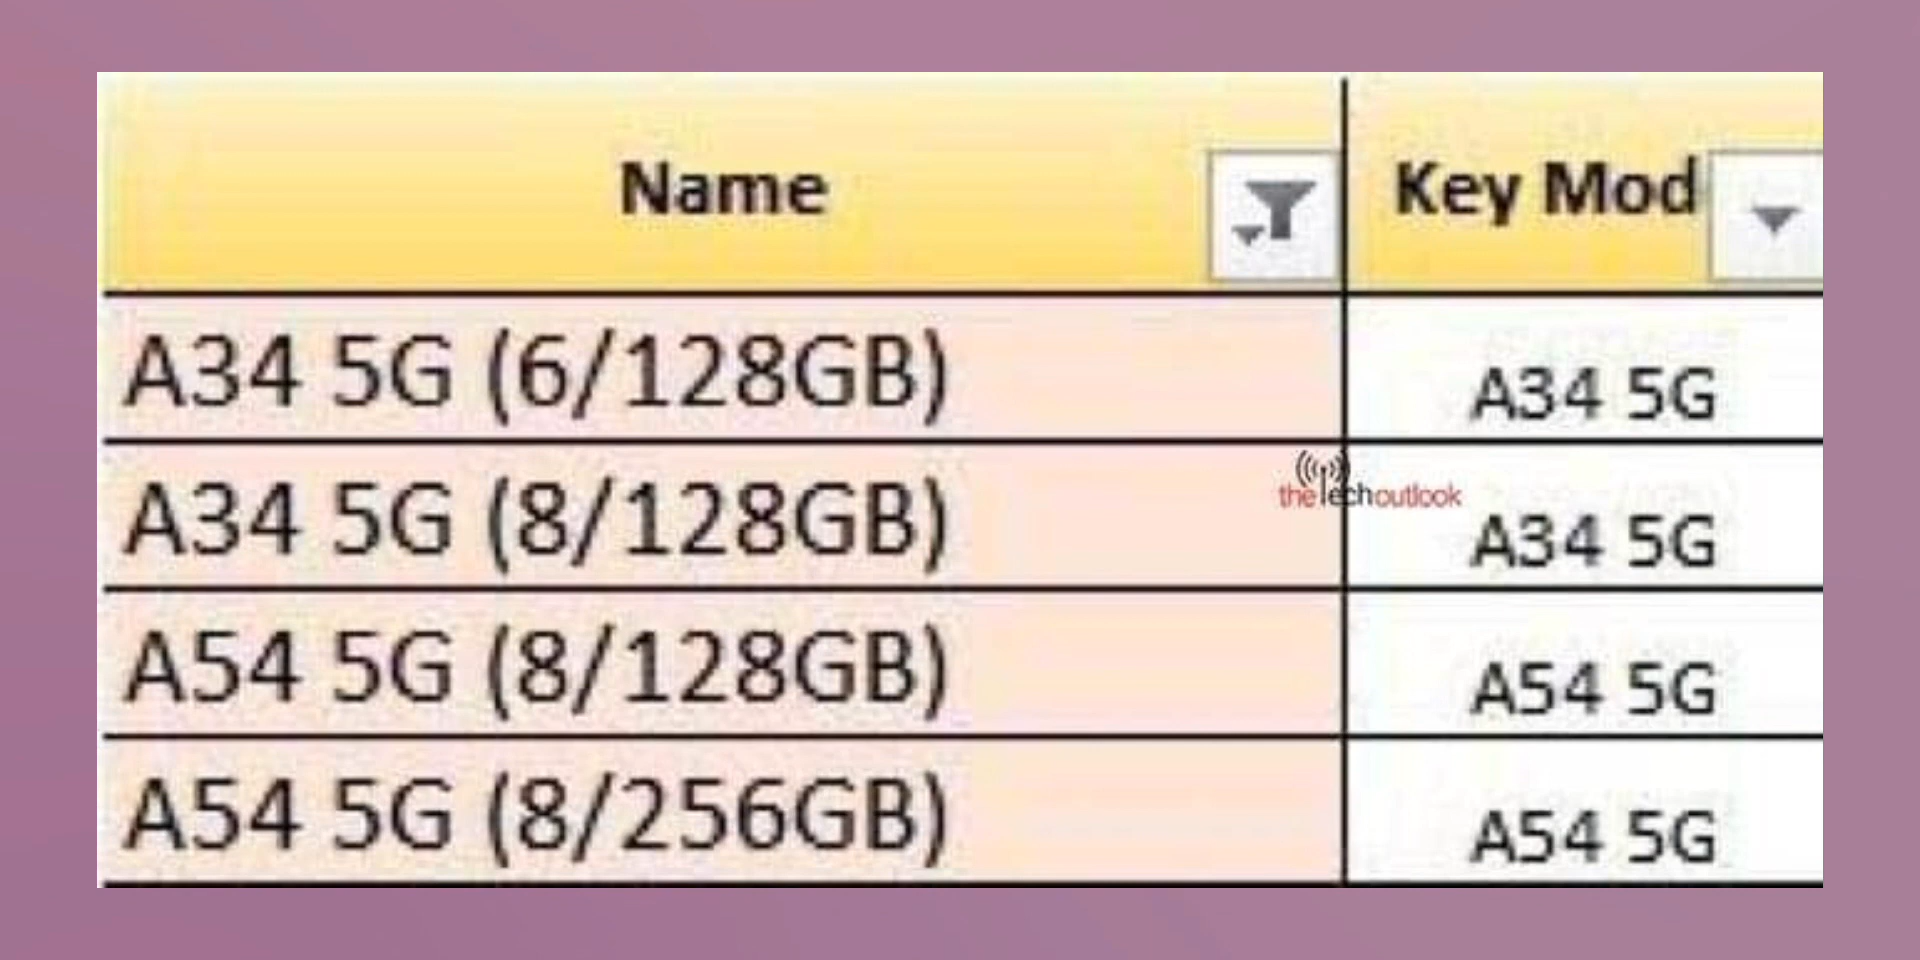 Name Key Mod
A34 5G (6/128GB) A34 5G
theTechoutlook
A34 5G (8/128GB) A34 5G
A54 5G (8/128GB) A54 5G
A54 5G (8/256GB) A54 5G